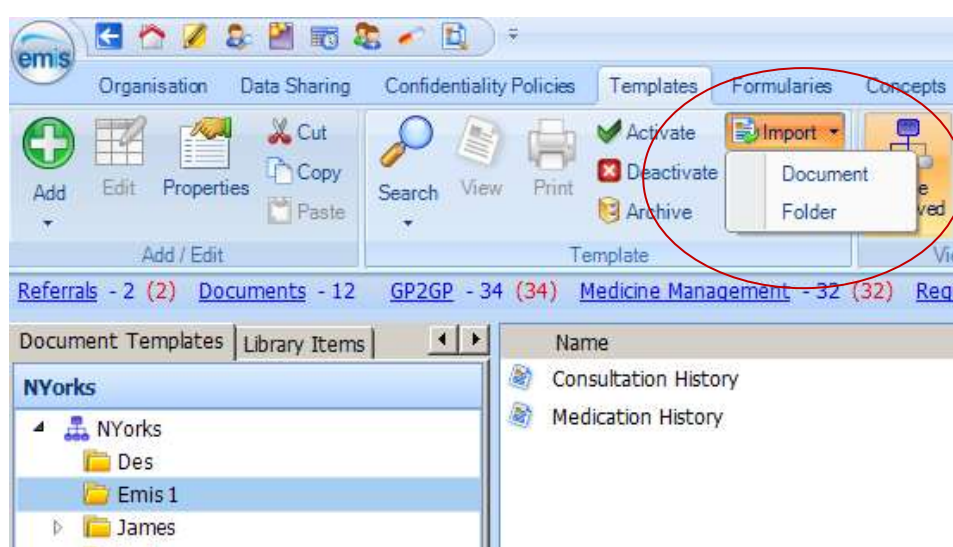 emis
Organisation Data Sharing Confidentiality Policies Templates Formularies Concepts
Add Edit Properties Cut Copy Paste
Search View Print Activate Deactivate Archive
Import
Document
Folder
Add / Edit Template
Referrals - 2 (2) Documents - 12 GP2GP - 34 (34) Medicine Management - 32 (32)
Document Templates Library Items
Name
NYorks
Consultation History
Medication History
NYorks
Des
Emis 1
James